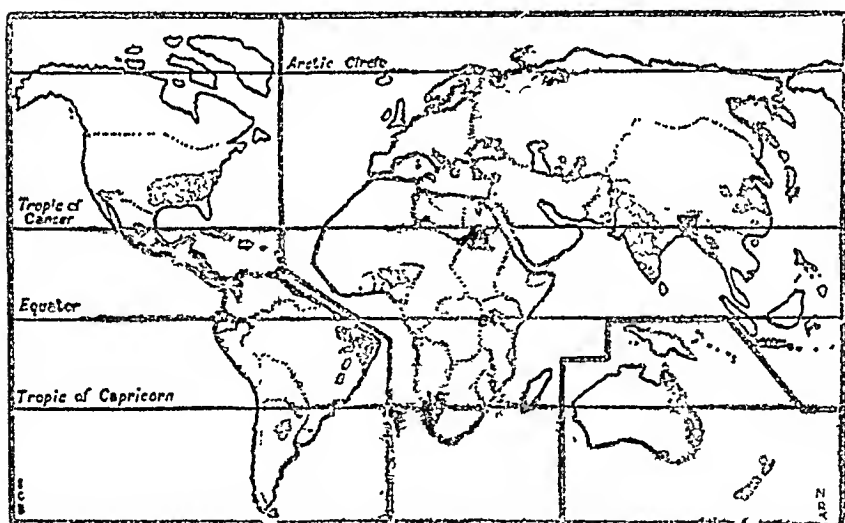 Arctic Circle
Tropic of
Cancer
Equator
Tropic of Capricorn